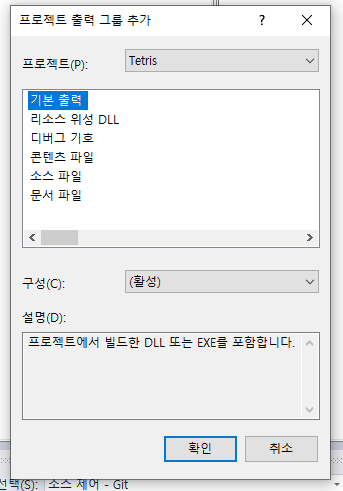 프로젝트 출력 그룹 추가
프로젝트(P):
Tetris
기본 출력
리소스 위성 DLL
디버그 기호
콘텐츠 파일
소스 파일
문서 파일
구성(C):
(활성)
설명(D):
프로젝트에서 빌드한 DLL 또는 EXE를 포함합니다.
확인
취소
선택(S):
소스 제어 - Git